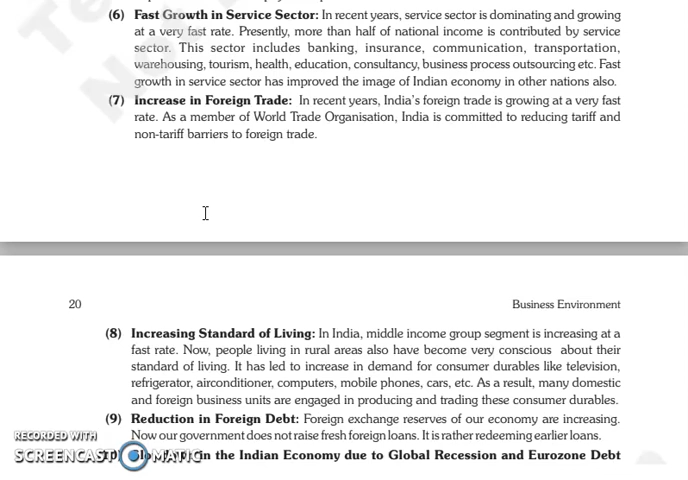 (6) Fast Growth in Service Sector: In recent years, service sector is dominating and growing
at a very fast rate. Presently, more than half of national income is contributed by service
sector. This sector includes banking, insurance, communication, transportation,
warehousing, tourism, health, education, consultancy, business process outsourcing etc. Fast
growth in service sector has improved the image of Indian economy in other nations also.
(7) Increase in Foreign Trade: In recent years, India's foreign trade is growing at a very fast
rate. As a member of World Trade Organisation, India is committed to reducing tariff and
non-tariff barriers to foreign trade.
20 Business Environment
(8) Increasing Standard of Living: In India, middle income group segment is increasing at a
fast rate. Now, people living in rural areas also have become very conscious about their
standard of living. It has led to increase in demand for consumer durables like television,
refrigerator, airconditioner, computers, mobile phones, cars, etc. As a result, many domestic
and foreign business units are engaged in producing and trading these consumer durables.
(9) Reduction in Foreign Debt: Foreign exchange reserves of our economy are increasing.
Now our government does not raise fresh foreign loans. It is rather redeeming earlier loans.
in the Indian Economy due to Global Recession and Eurozone Debt
RECORDED WITH
SCREENCAST MATIC